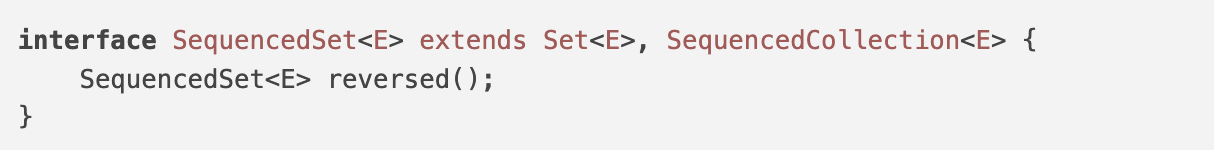 interface SequencedSet<E> extends Set<E>, SequencedCollection<E> {
    SequencedSet<E> reversed();
}